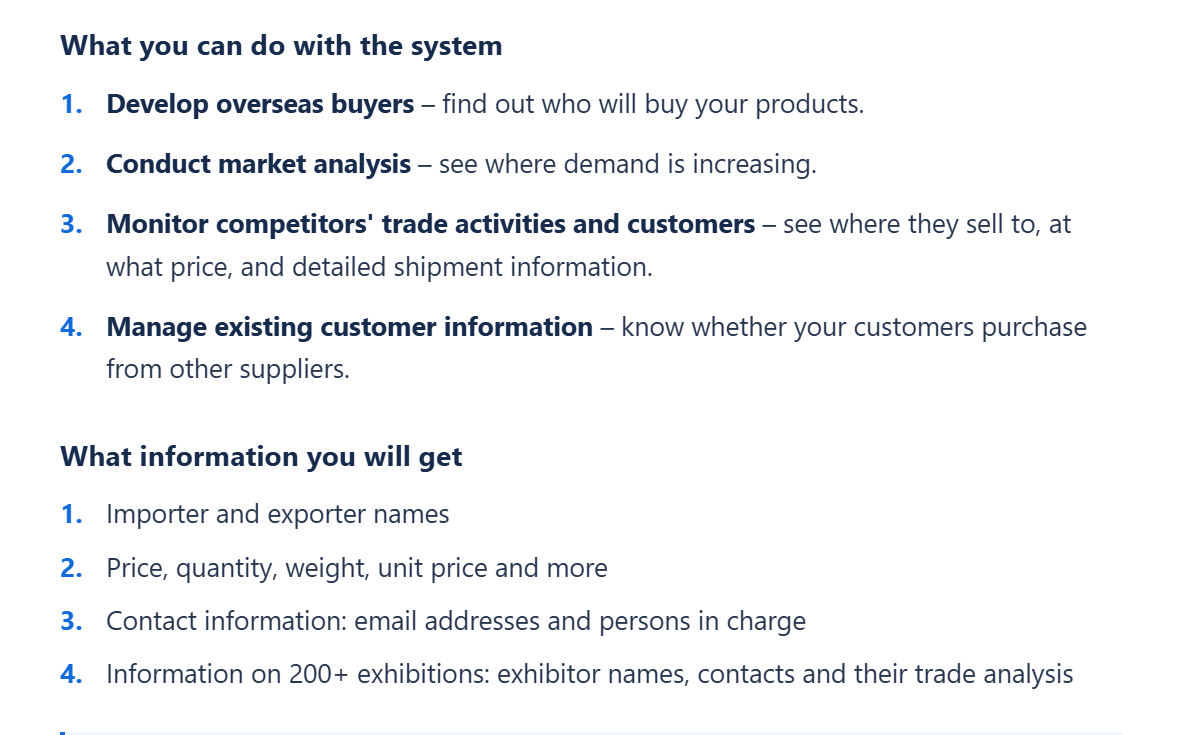 What you can do with the system
1. Develop overseas buyers – find out who will buy your products.
2. Conduct market analysis – see where demand is increasing.
3. Monitor competitors' trade activities and customers – see where they sell to, at
what price, and detailed shipment information.
4. Manage existing customer information – know whether your customers purchase
from other suppliers.
What information you will get
1. Importer and exporter names
2. Price, quantity, weight, unit price and more
3. Contact information: email addresses and persons in charge
4. Information on 200+ exhibitions: exhibitor names, contacts and their trade analysis